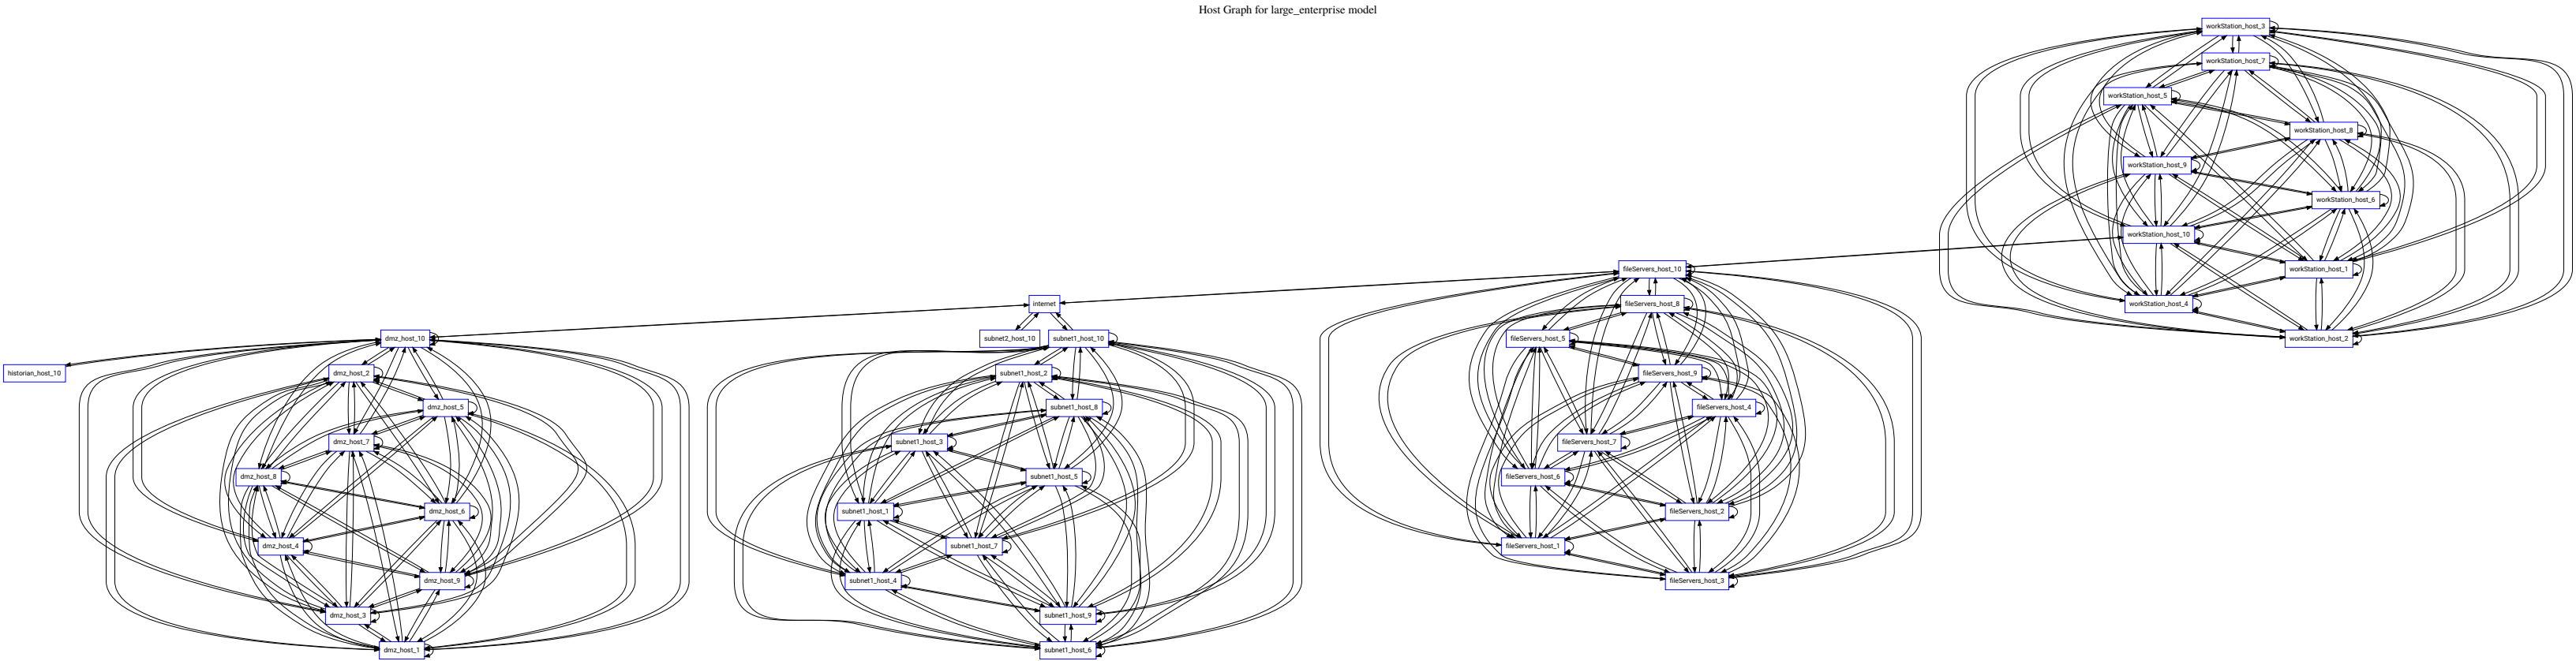 Host Graph for large_enterprise model
workStation_host_3
workStation_host_7
workStation_host_5
workStation_host_8
workStation_host_9
workStation_host_6
workStation_host_10
workStation_host_1
workStation_host_4
workStation_host_2
fileServers_host_10
fileServers_host_8
fileServers_host_5
fileServers_host_9
fileServers_host_4
fileServers_host_7
fileServers_host_6
fileServers_host_2
fileServers_host_1
fileServers_host_3
internet
subnet2_host_10
subnet1_host_10
subnet1_host_2
subnet1_host_8
subnet1_host_3
subnet1_host_5
subnet1_host_1
subnet1_host_7
subnet1_host_4
subnet1_host_9
subnet1_host_6
dmz_host_10
historian_host_10
dmz_host_2
dmz_host_5
dmz_host_7
dmz_host_8
dmz_host_6
dmz_host_4
dmz_host_9
dmz_host_3
dmz_host_1